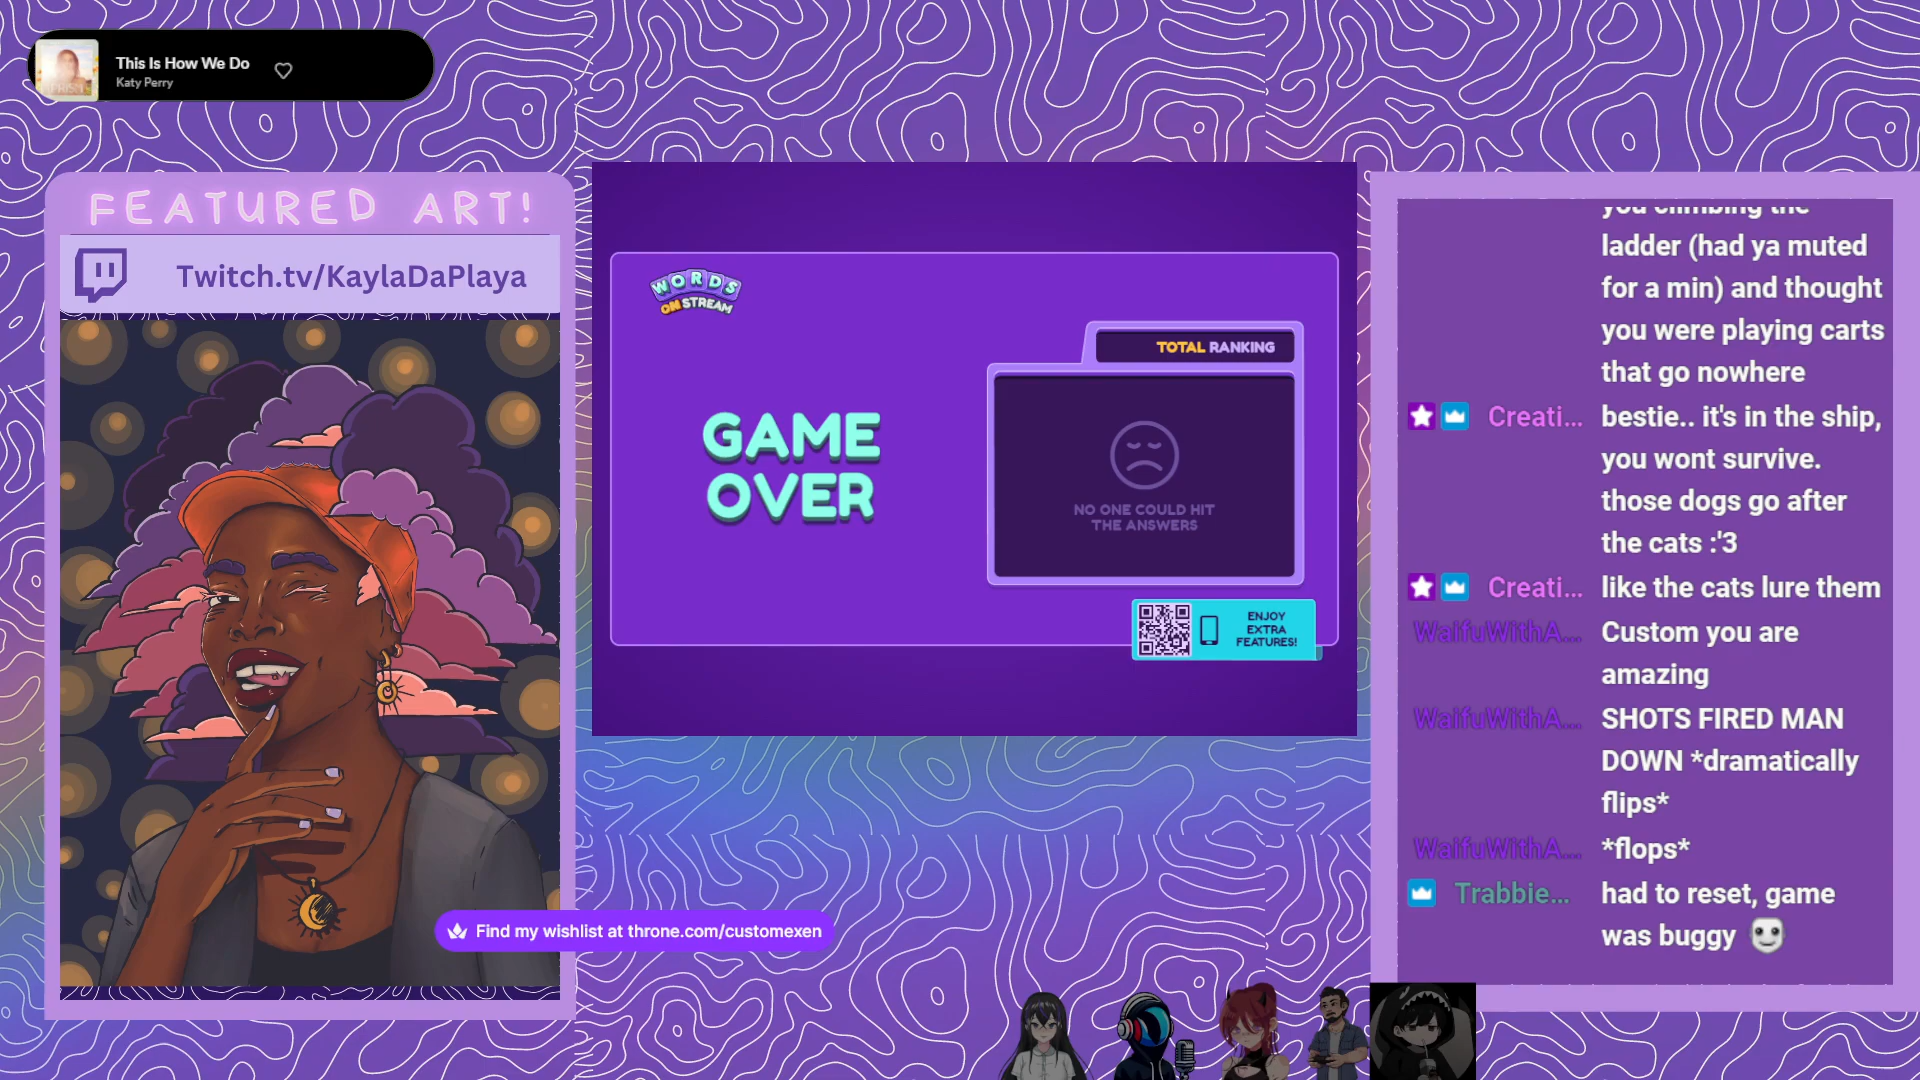 This Is How We Do
Katy Perry
FEATURED ART!
Twitch.tv/KaylaDaPlaya
WORDS
ON STREAM
GAME
OVER
TOTAL RANKING
NO ONE COULD HIT
THE ANSWERS
ENJOY
EXTRA
FEATURES!
Find my wishlist at throne.com/customexen
you climbing the
ladder (had ya muted
for a min) and thought
you were playing carts
that go nowhere
Creati... bestie.. it's in the ship,
you wont survive.
those dogs go after
the cats :'3
Creati... like the cats lure them
WaifuWithA... Custom you are
amazing
WaifuWithA... SHOTS FIRED MAN
DOWN *dramatically
flips*
WaifuWithA... *flops*
Trabbie... had to reset, game
was buggy